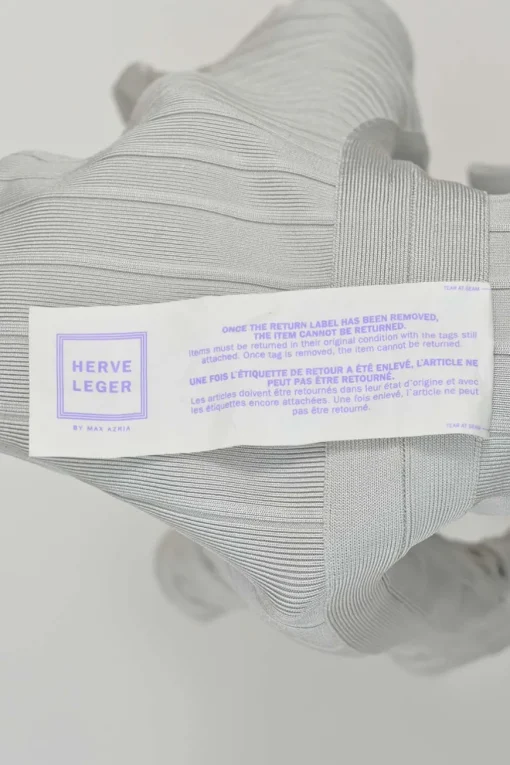 TEAR AT SEAM
HERVE
LEGER
BY MAX AZRIA
ONCE THE RETURN LABEL HAS BEEN REMOVED,
THE ITEM CANNOT BE RETURNED.
Items must be returned in their original condition with the tags still
attached. Once tag is removed, the item cannot be returned.
UNE FOIS L'ÉTIQUETTE DE RETOUR A ÉTÉ ENLEVÉ, L'ARTICLE NE
PEUT PAS ÊTRE RETOURNÉ.
Les articles doivent être retournés dans leur état d'origine et avec
les étiquettes encore attachées. Une fois enlevé, l'article ne peut
pas être retourné.
TEAR AT SEAM